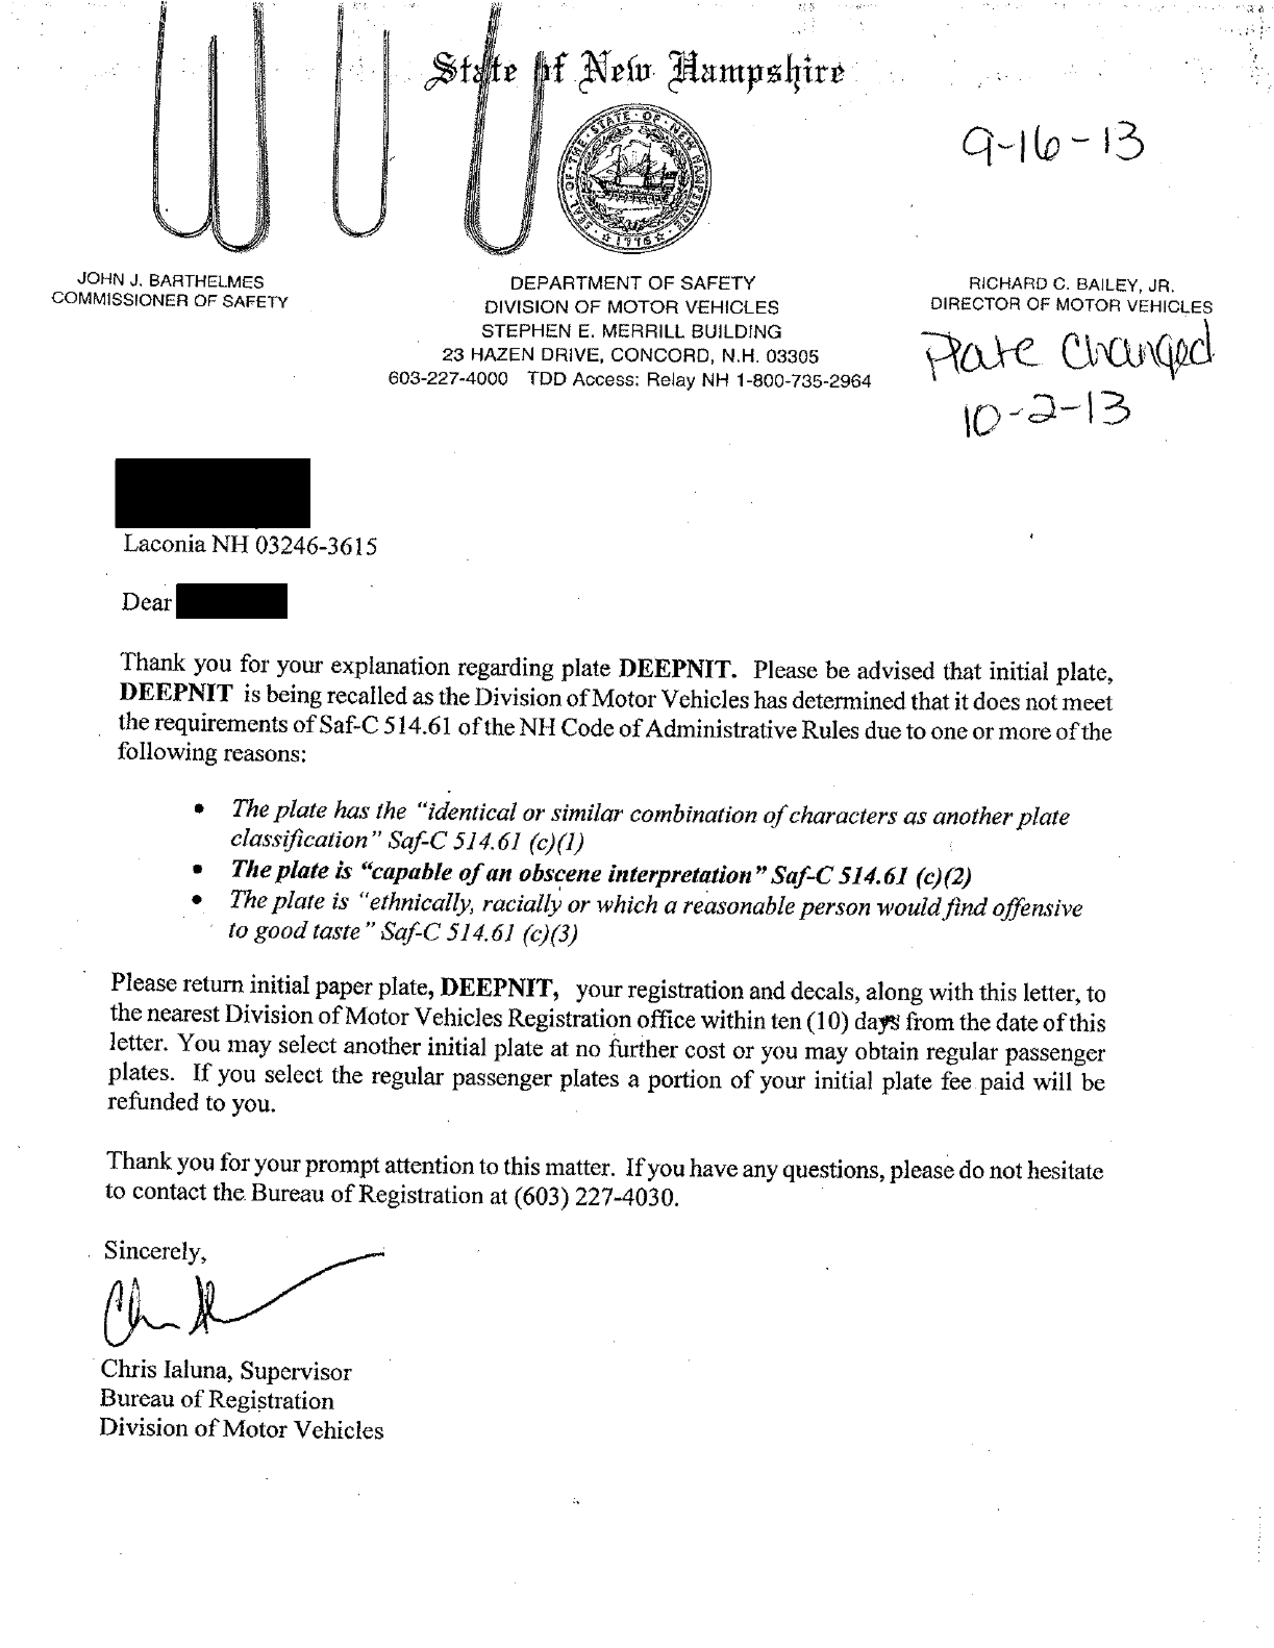 State of New Hampshire
SEAL · OF · THE · STATE · OF · NEW HAMPSHIRE
1776
9-16-13
JOHN J. BARTHELMES
COMMISSIONER OF SAFETY
DEPARTMENT OF SAFETY
DIVISION OF MOTOR VEHICLES
STEPHEN E. MERRILL BUILDING
23 HAZEN DRIVE, CONCORD, N.H. 03305
603-227-4000 TDD Access: Relay NH 1-800-735-2964
RICHARD C. BAILEY, JR.
DIRECTOR OF MOTOR VEHICLES
Plate Changed
10-2-13
Laconia NH 03246-3615
Dear
Thank you for your explanation regarding plate DEEPNIT. Please be advised that initial plate,
DEEPNIT is being recalled as the Division of Motor Vehicles has determined that it does not meet
the requirements of Saf-C 514.61 of the NH Code of Administrative Rules due to one or more of the
following reasons:
• The plate has the “identical or similar combination of characters as another plate
classification” Saf-C 514.61 (c)(1)
• The plate is “capable of an obscene interpretation” Saf-C 514.61 (c)(2)
• The plate is “ethnically, racially or which a reasonable person would find offensive
to good taste” Saf-C 514.61 (c)(3)
Please return initial paper plate, DEEPNIT, your registration and decals, along with this letter, to
the nearest Division of Motor Vehicles Registration office within ten (10) days from the date of this
letter. You may select another initial plate at no further cost or you may obtain regular passenger
plates. If you select the regular passenger plates a portion of your initial plate fee paid will be
refunded to you.
Thank you for your prompt attention to this matter. If you have any questions, please do not hesitate
to contact the Bureau of Registration at (603) 227-4030.
Sincerely,
Chris Ialuna, Supervisor
Bureau of Registration
Division of Motor Vehicles